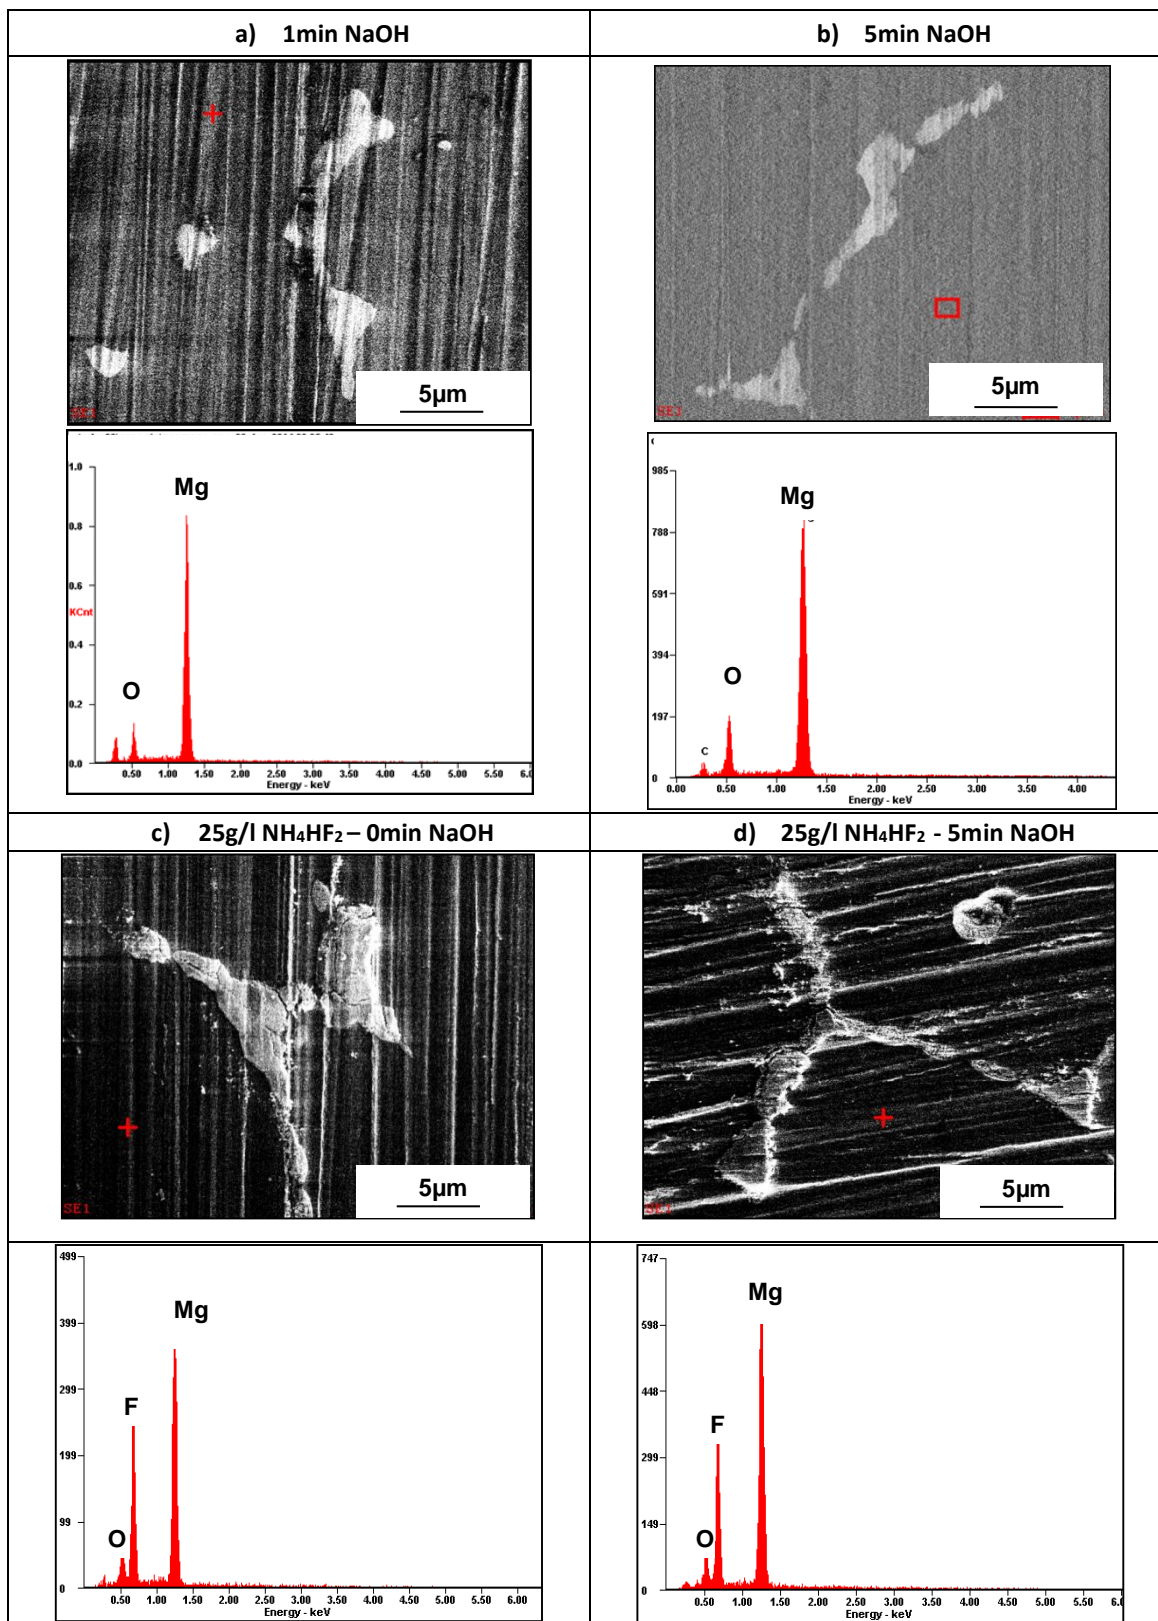 a) 1min NaOH
b) 5min NaOH
SE1
5µm
5µm
1.0
0.8
0.6
KCnt
0.4
0.2
0.0
Mg
O
0.50 1.00 1.50 2.00 2.50 3.00 3.50 4.00 4.50 5.00 5.50 6.0
Energy - keV
985
788
591
394
197
0
Mg
O
C
0.00 0.50 1.00 1.50 2.00 2.50 3.00 3.50 4.00
Energy - keV
c) 25g/l NH₄HF₂ – 0min NaOH
d) 25g/l NH₄HF₂ - 5min NaOH
SE1
5µm
SE1
5µm
499
399
299
199
99
0
Mg
F
O
0.50 1.00 1.50 2.00 2.50 3.00 3.50 4.00 4.50 5.00 5.50 6.00
Energy - keV
747
598
448
299
149
0
Mg
F
O
0.50 1.00 1.50 2.00 2.50 3.00 3.50 4.00 4.50 5.00 5.50 6.0
Energy - keV